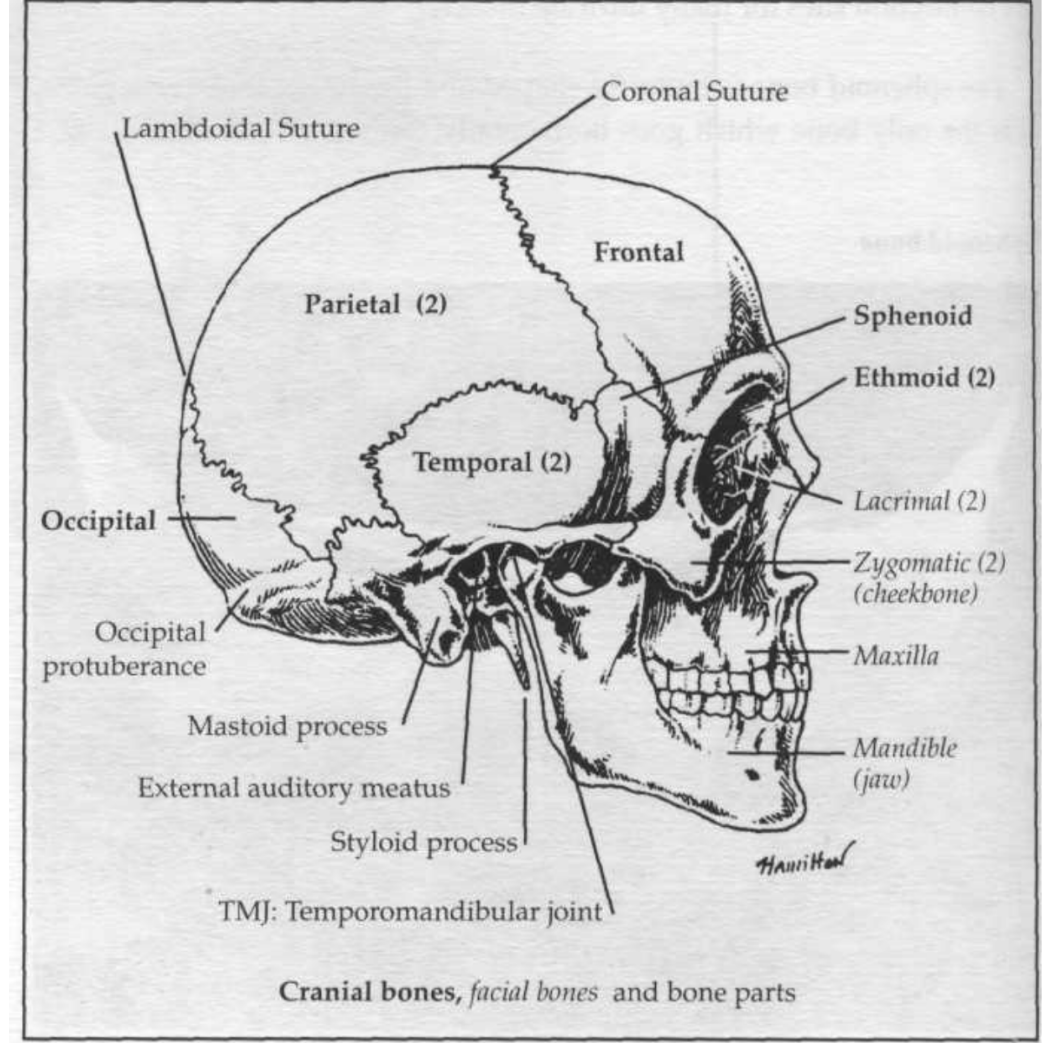 Coronal Suture
Lambdoidal Suture
Frontal
Parietal (2)
Sphenoid
Ethmoid (2)
Temporal (2)
Lacrimal (2)
Occipital
Zygomatic (2)
(cheekbone)
Occipital
protuberance
Maxilla
Mastoid process
Mandible
(jaw)
External auditory meatus
Styloid process
Hamilton
TMJ: Temporomandibular joint
Cranial bones, facial bones and bone parts